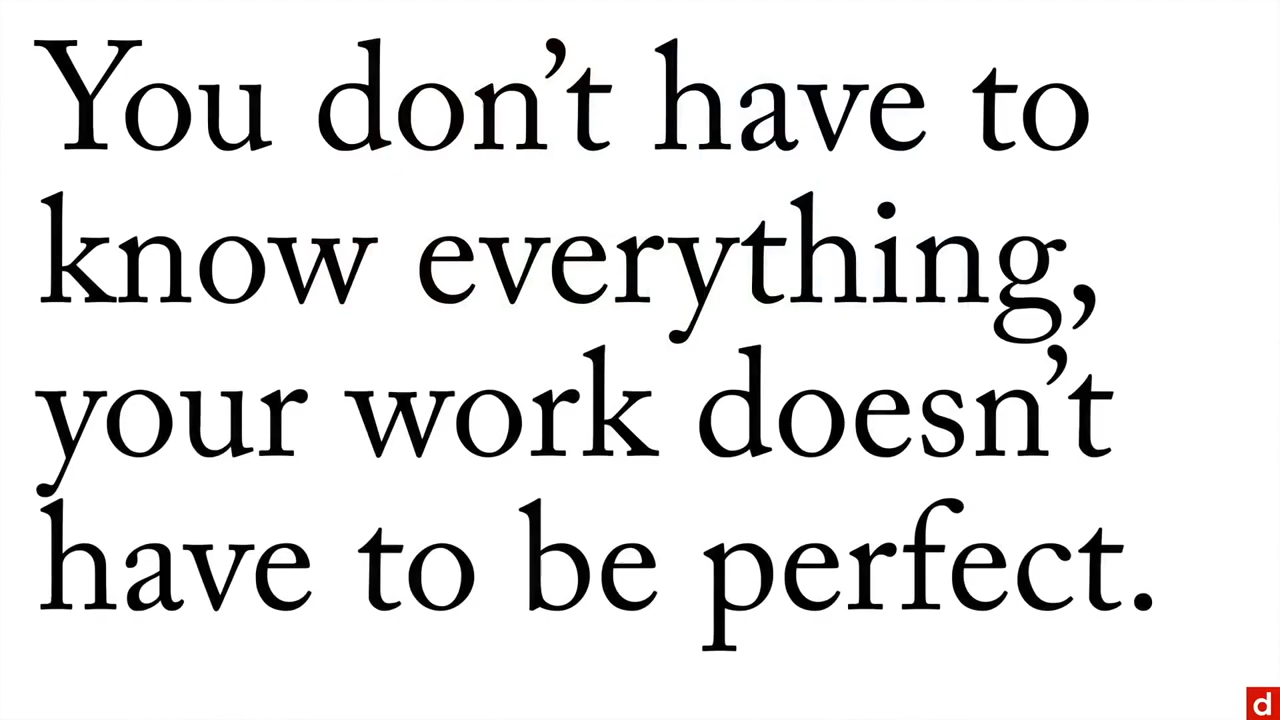 You don’t have to
know everything,
your work doesn’t
have to be perfect.
d